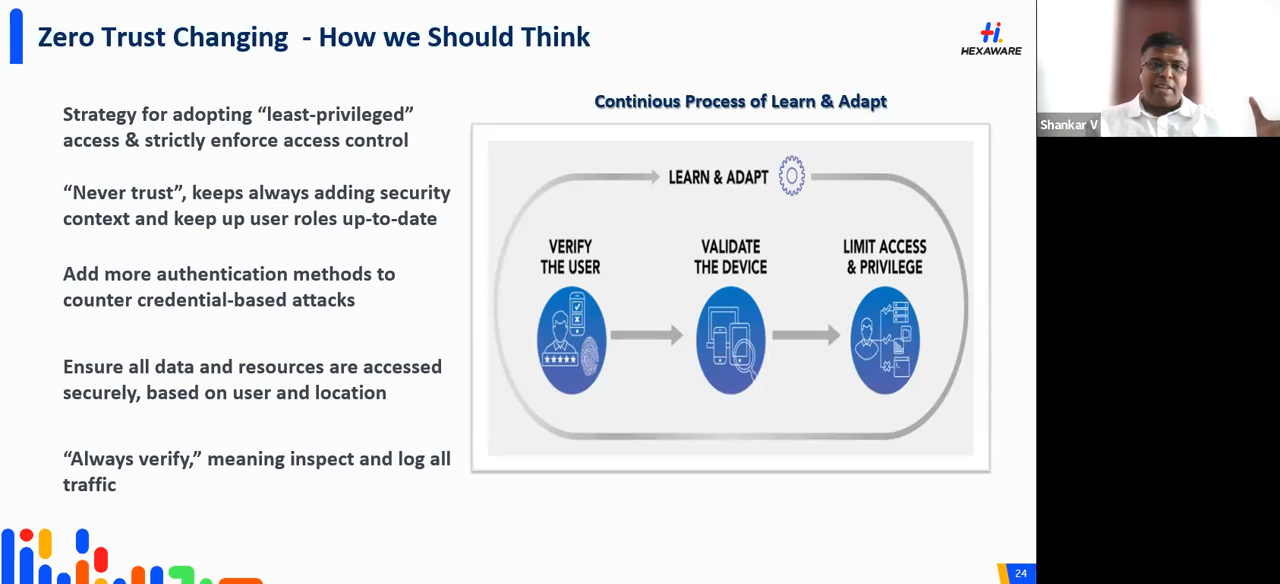 Zero Trust Changing - How we Should Think
HEXAWARE
Shankar V
Strategy for adopting “least-privileged”
access & strictly enforce access control
“Never trust”, keeps always adding security
context and keep up user roles up-to-date
Add more authentication methods to
counter credential-based attacks
Ensure all data and resources are accessed
securely, based on user and location
“Always verify,” meaning inspect and log all
traffic
Continious Process of Learn & Adapt
LEARN & ADAPT
VERIFY
THE USER
VALIDATE
THE DEVICE
LIMIT ACCESS
& PRIVILEGE
24